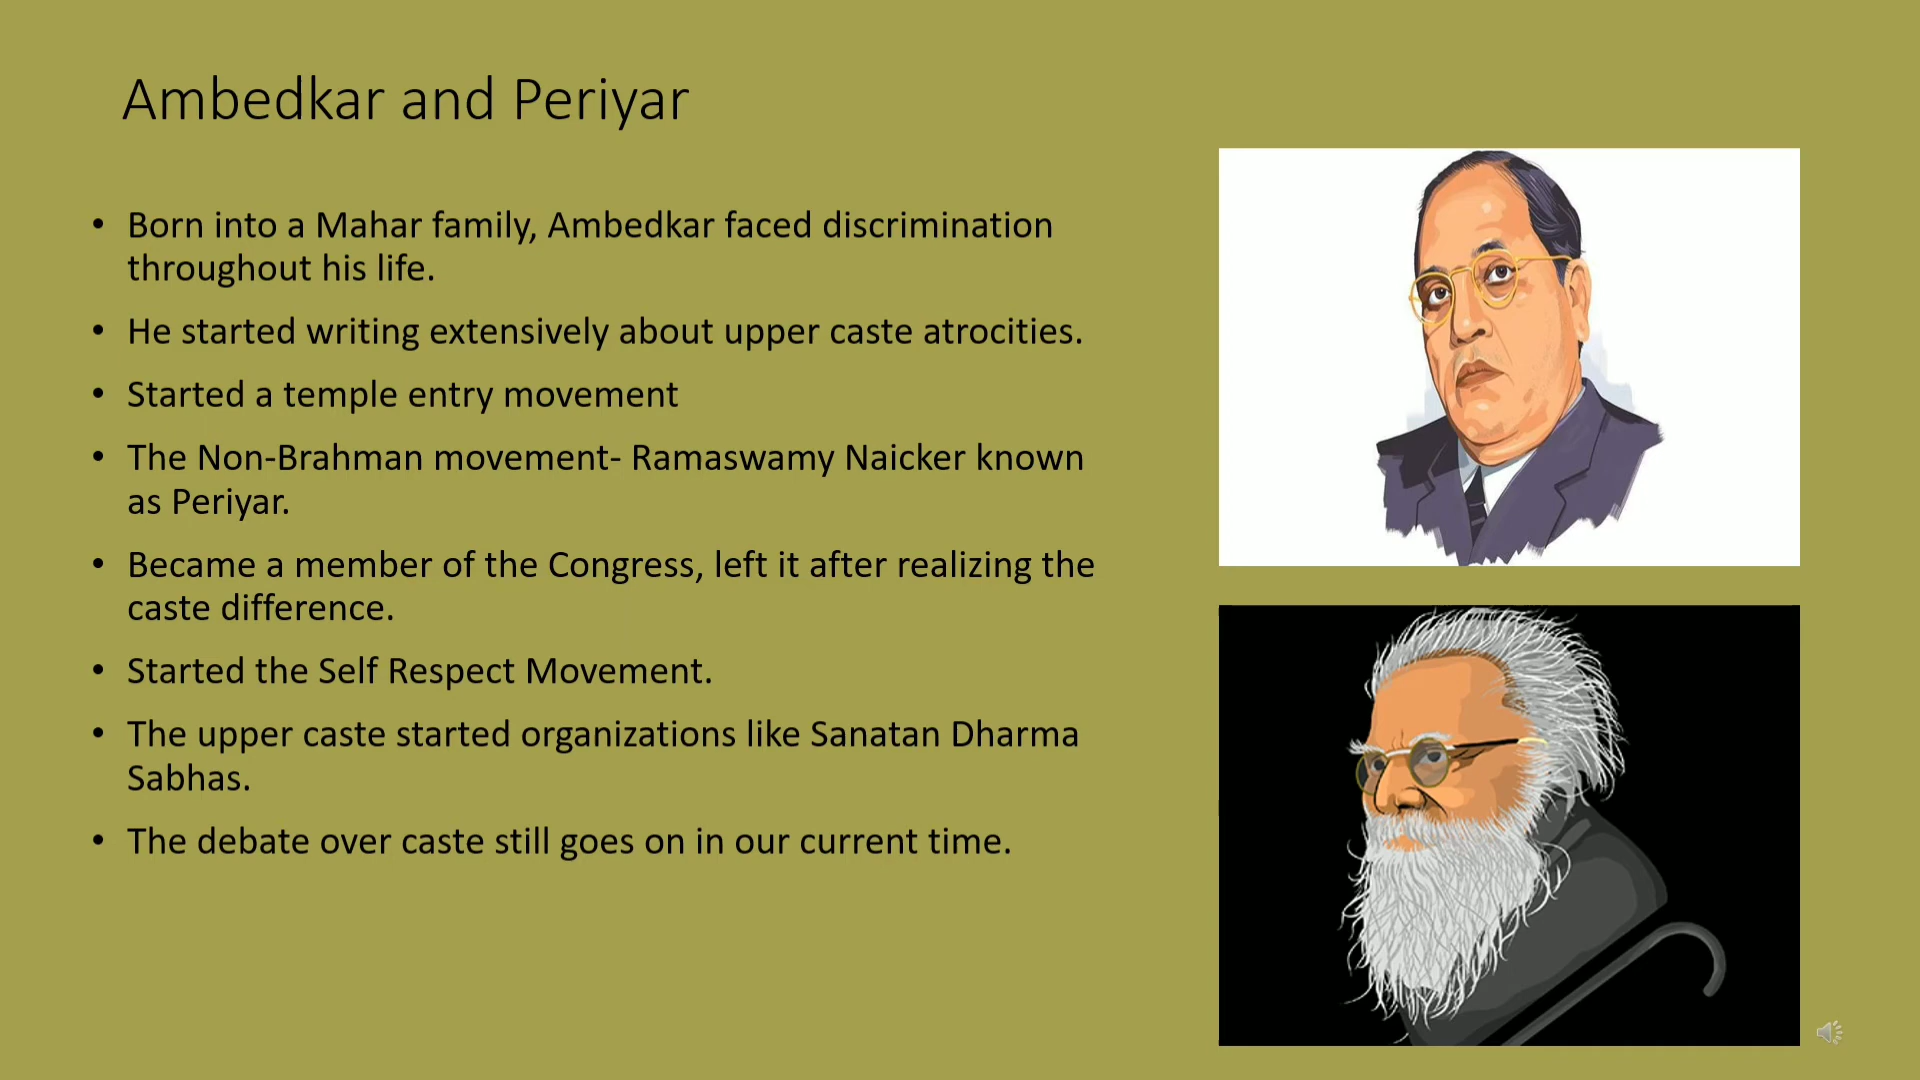 Ambedkar and Periyar
• Born into a Mahar family, Ambedkar faced discrimination
throughout his life.
• He started writing extensively about upper caste atrocities.
• Started a temple entry movement
• The Non-Brahman movement- Ramaswamy Naicker known
as Periyar.
• Became a member of the Congress, left it after realizing the
caste difference.
• Started the Self Respect Movement.
• The upper caste started organizations like Sanatan Dharma
Sabhas.
• The debate over caste still goes on in our current time.